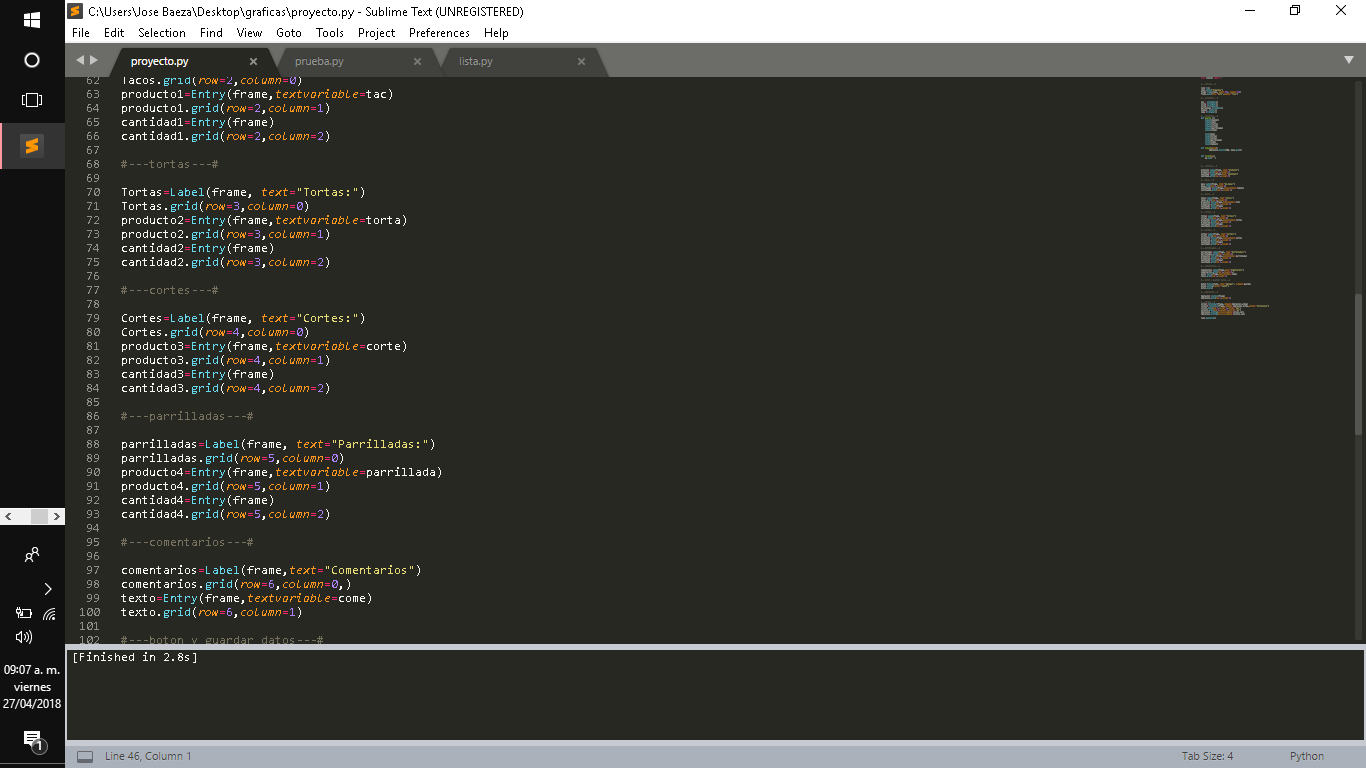 C:\Users\Jose Baeza\Desktop\graficas\proyecto.py - Sublime Text (UNREGISTERED)
File Edit Selection Find View Goto Tools Project Preferences Help
proyecto.py prueba.py lista.py
62 Tacos.grid(row=2,column=0)
63 producto1=Entry(frame,textvariable=tac)
64 producto1.grid(row=2,column=1)
65 cantidad1=Entry(frame)
66 cantidad1.grid(row=2,column=2)
67
68 #---tortas---#
69
70 Tortas=Label(frame, text="Tortas:")
71 Tortas.grid(row=3,column=0)
72 producto2=Entry(frame,textvariable=torta)
73 producto2.grid(row=3,column=1)
74 cantidad2=Entry(frame)
75 cantidad2.grid(row=3,column=2)
76
77 #---cortes---#
78
79 Cortes=Label(frame, text="Cortes:")
80 Cortes.grid(row=4,column=0)
81 producto3=Entry(frame,textvariable=corte)
82 producto3.grid(row=4,column=1)
83 cantidad3=Entry(frame)
84 cantidad3.grid(row=4,column=2)
85
86 #---parrilladas---#
87
88 parrilladas=Label(frame, text="Parrilladas:")
89 parrilladas.grid(row=5,column=0)
90 producto4=Entry(frame,textvariable=parrillada)
91 producto4.grid(row=5,column=1)
92 cantidad4=Entry(frame)
93 cantidad4.grid(row=5,column=2)
94
95 #---comentarios---#
96
97 comentarios=Label(frame,text="Comentarios")
98 comentarios.grid(row=6,column=0,)
99 texto=Entry(frame,textvariable=come)
100 texto.grid(row=6,column=1)
101
102 #---boton y guardar datos---#
[Finished in 2.8s]
Line 46, Column 1 Tab Size: 4 Python
09:07 a. m.
viernes
27/04/2018
1